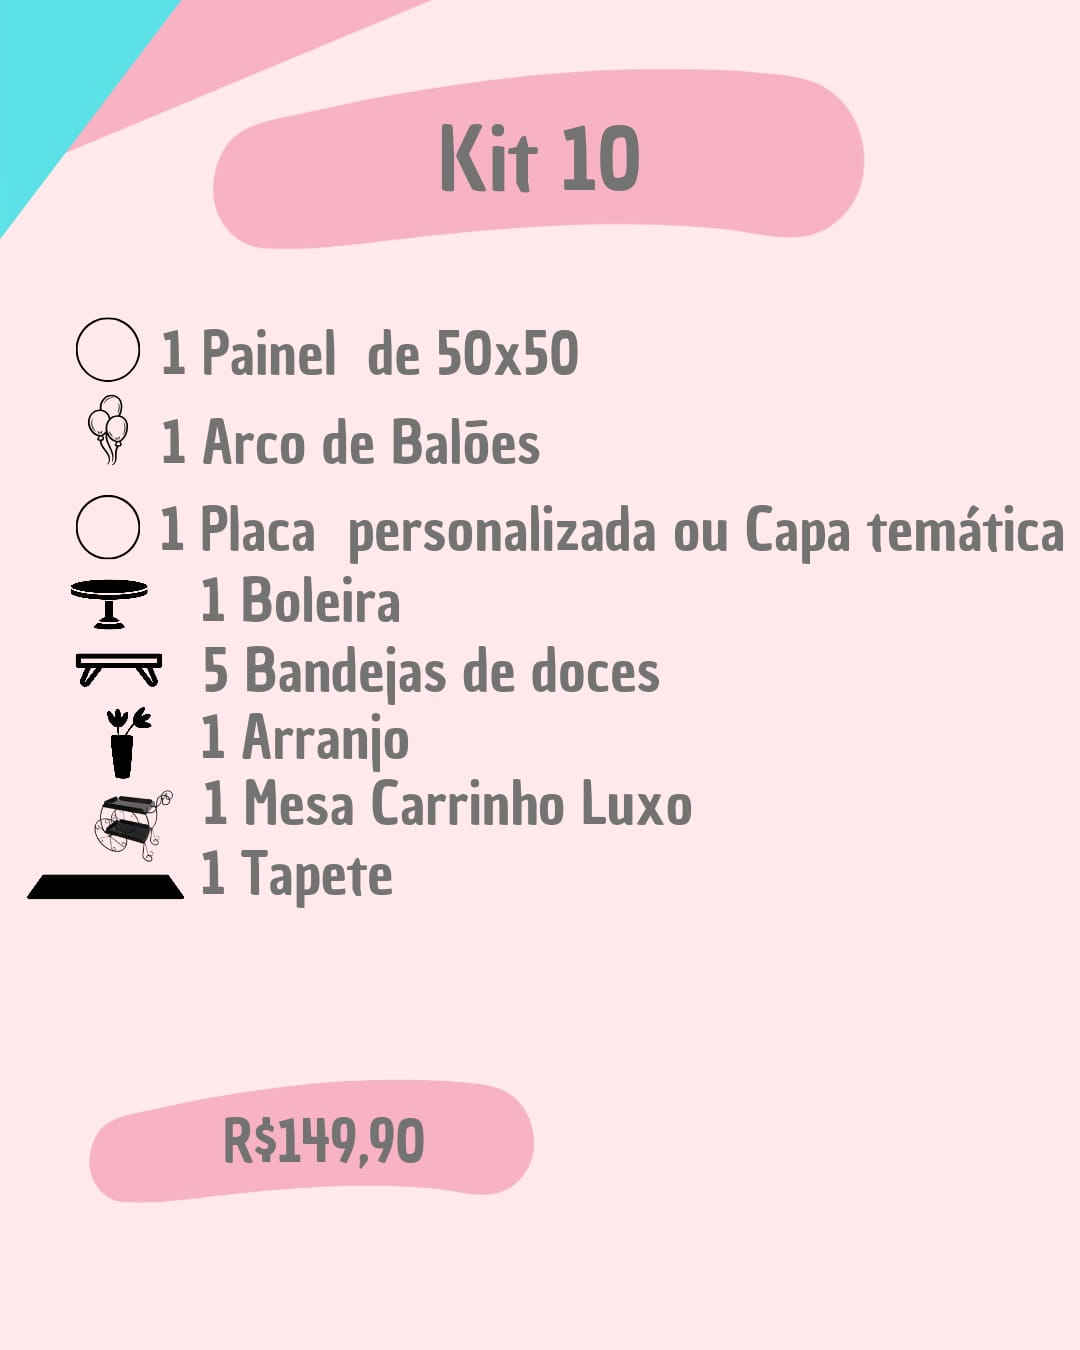 Kit 10
1 Painel de 50x50
1 Arco de Balões
1 Placa personalizada ou Capa temática
1 Boleira
5 Bandejas de doces
1 Arranjo
1 Mesa Carrinho Luxo
1 Tapete
R$149,90